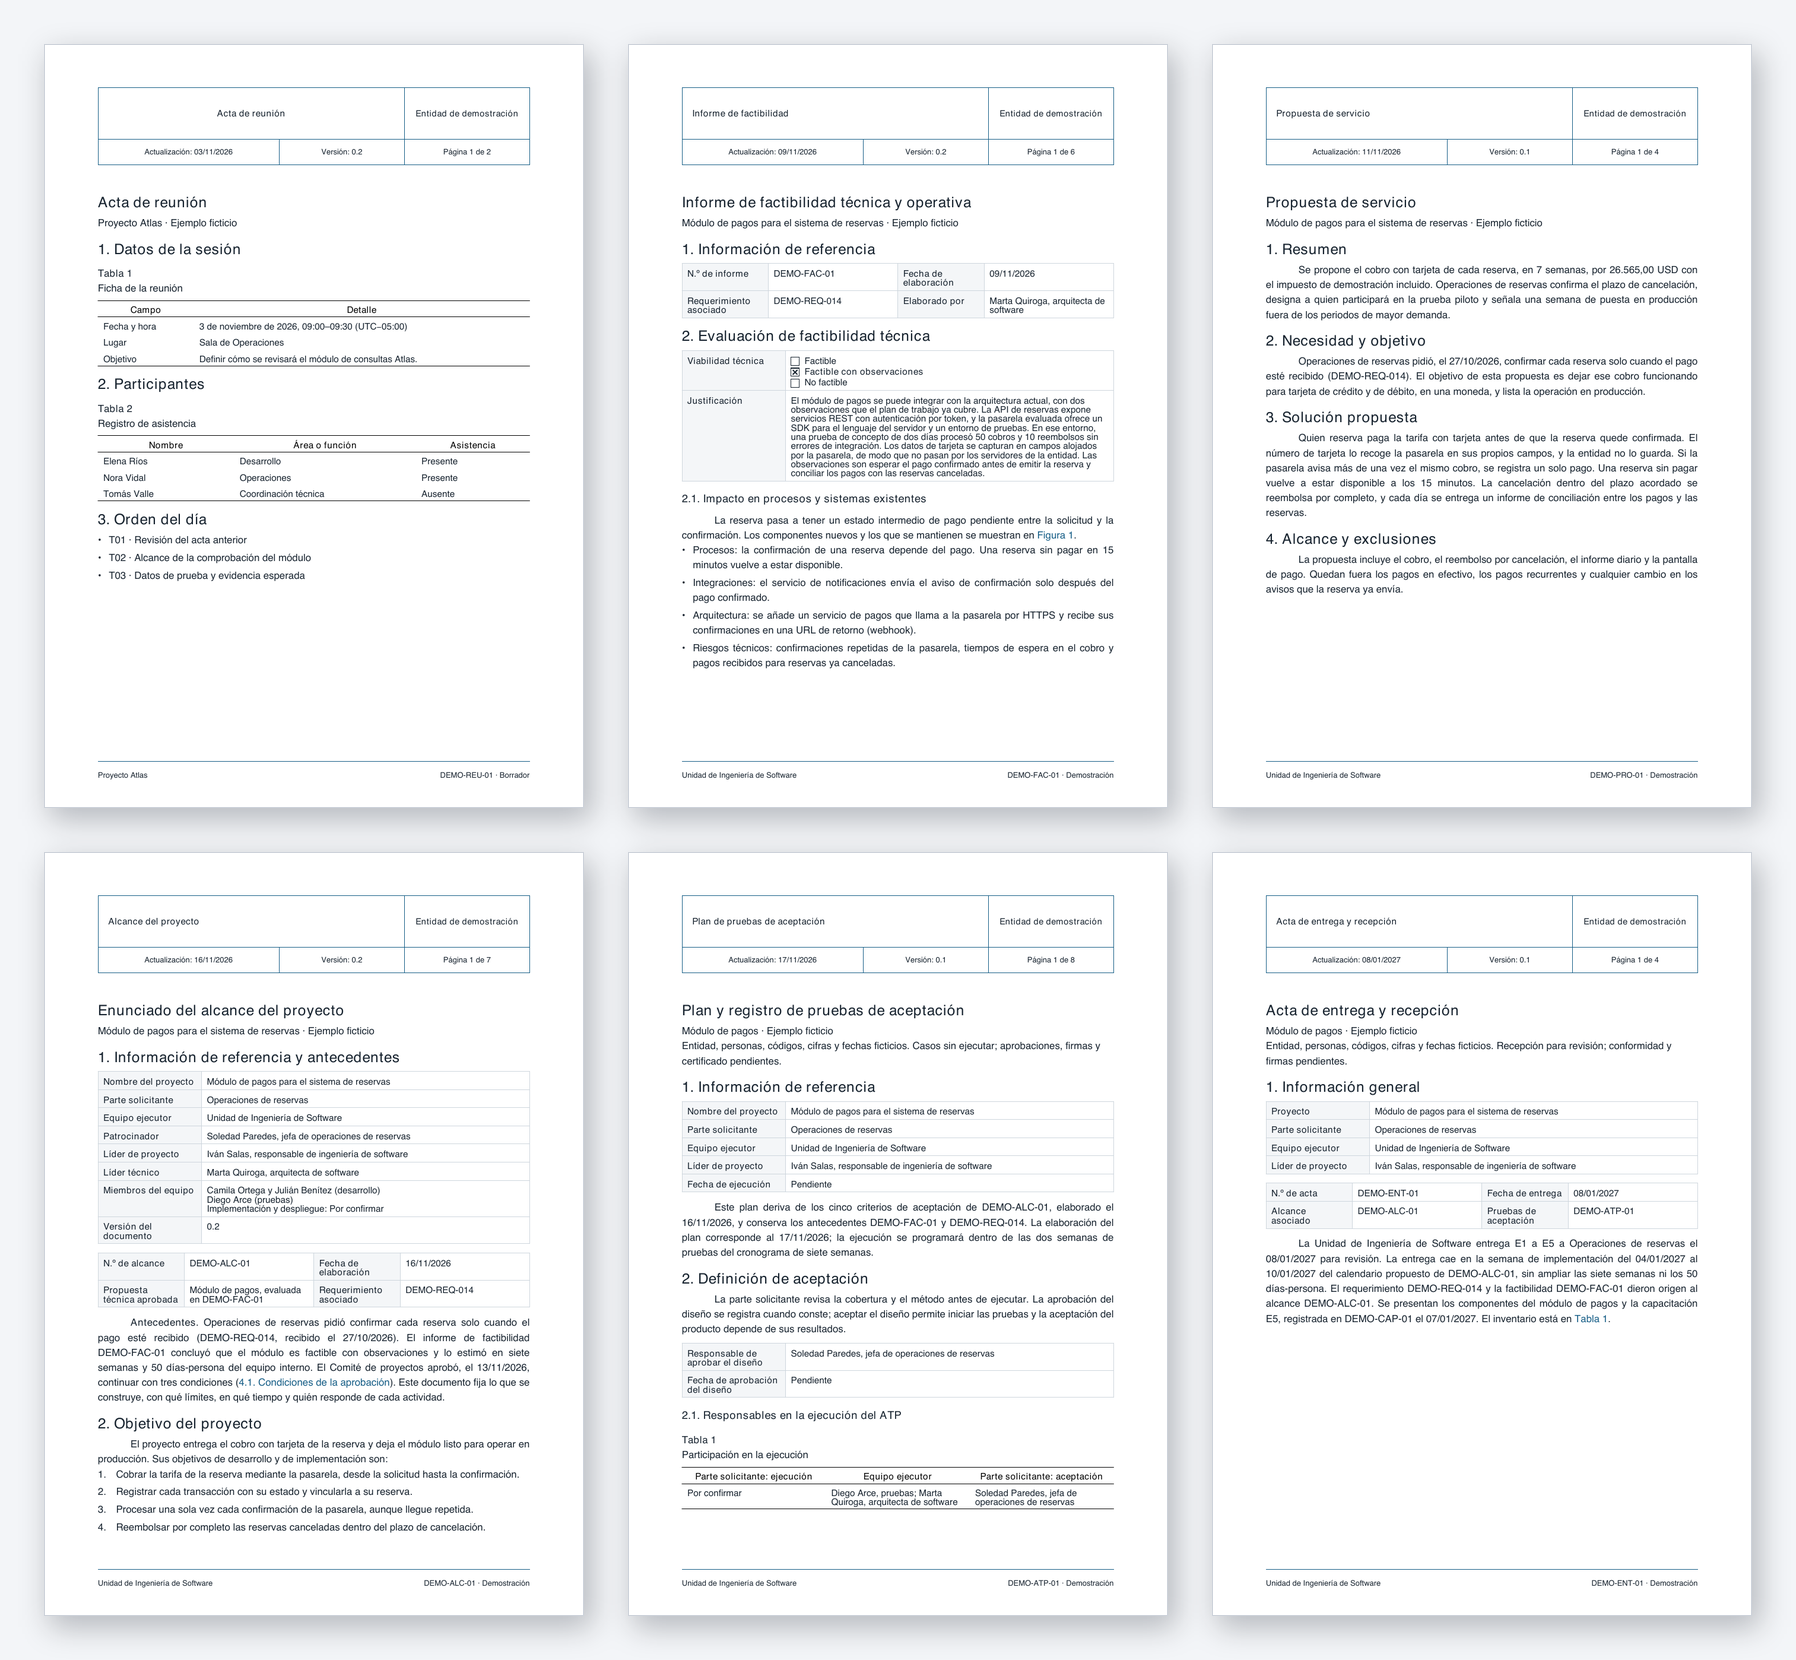 Acta de reunión
Entidad de demostración
Actualización: 03/11/2026
Versión: 0.2
Página 1 de 2
Acta de reunión
Proyecto Atlas · Ejemplo ficticio
1. Datos de la sesión
Tabla 1
Ficha de la reunión
Campo Detalle
Fecha y hora 3 de noviembre de 2026, 09:00–09:30 (UTC–05:00)
Lugar Sala de Operaciones
Objetivo Definir cómo se revisará el módulo de consultas Atlas.
2. Participantes
Tabla 2
Registro de asistencia
Nombre Área o función Asistencia
Elena Ríos Desarrollo Presente
Nora Vidal Operaciones Presente
Tomás Valle Coordinación técnica Ausente
3. Orden del día
• T01 · Revisión del acta anterior
• T02 · Alcance de la comprobación del módulo
• T03 · Datos de prueba y evidencia esperada
Proyecto Atlas
DEMO-REU-01 · Borrador
Informe de factibilidad
Entidad de demostración
Actualización: 09/11/2026
Versión: 0.2
Página 1 de 6
Informe de factibilidad técnica y operativa
Módulo de pagos para el sistema de reservas · Ejemplo ficticio
1. Información de referencia
N.º de informe DEMO-FAC-01 Fecha de elaboración 09/11/2026
Requerimiento asociado DEMO-REQ-014 Elaborado por Marta Quiroga, arquitecta de software
2. Evaluación de factibilidad técnica
Viabilidad técnica
☐ Factible
☒ Factible con observaciones
☐ No factible
Justificación
El módulo de pagos se puede integrar con la arquitectura actual, con dos
observaciones que el plan de trabajo ya cubre. La API de reservas expone
servicios REST con autenticación por token, y la pasarela evaluada ofrece un
SDK para el lenguaje del servidor y un entorno de pruebas. En ese entorno,
una prueba de concepto de dos días procesó 50 cobros y 10 reembolsos sin
errores de integración. Los datos de tarjeta se capturan en campos alojados
por la pasarela, de modo que no pasan por los servidores de la entidad. Las
observaciones son esperar el pago confirmado antes de emitir la reserva y
conciliar los pagos con las reservas canceladas.
2.1. Impacto en procesos y sistemas existentes
La reserva pasa a tener un estado intermedio de pago pendiente entre la solicitud y la
confirmación. Los componentes nuevos y los que se mantienen se muestran en Figura 1.
• Procesos: la confirmación de una reserva depende del pago. Una reserva sin pagar en 15
minutos vuelve a estar disponible.
• Integraciones: el servicio de notificaciones envía el aviso de confirmación solo después del
pago confirmado.
• Arquitectura: se añade un servicio de pagos que llama a la pasarela por HTTPS y recibe sus
confirmaciones en una URL de retorno (webhook).
• Riesgos técnicos: confirmaciones repetidas de la pasarela, tiempos de espera en el cobro y
pagos recibidos para reservas ya canceladas.
Unidad de Ingeniería de Software
DEMO-FAC-01 · Demostración
Propuesta de servicio
Entidad de demostración
Actualización: 11/11/2026
Versión: 0.1
Página 1 de 4
Propuesta de servicio
Módulo de pagos para el sistema de reservas · Ejemplo ficticio
1. Resumen
Se propone el cobro con tarjeta de cada reserva, en 7 semanas, por 26.565,00 USD con
el impuesto de demostración incluido. Operaciones de reservas confirma el plazo de cancelación,
designa a quien participará en la prueba piloto y señala una semana de puesta en producción
fuera de los periodos de mayor demanda.
2. Necesidad y objetivo
Operaciones de reservas pidió, el 27/10/2026, confirmar cada reserva solo cuando el pago
esté recibido (DEMO-REQ-014). El objetivo de esta propuesta es dejar ese cobro funcionando
para tarjeta de crédito y de débito, en una moneda, y lista la operación en producción.
3. Solución propuesta
Quien reserva paga la tarifa con tarjeta antes de que la reserva quede confirmada. El
número de tarjeta lo recoge la pasarela en sus propios campos, y la entidad no lo guarda. Si la
pasarela avisa más de una vez el mismo cobro, se registra un solo pago. Una reserva sin pagar
vuelve a estar disponible a los 15 minutos. La cancelación dentro del plazo acordado se
reembolsa por completo, y cada día se entrega un informe de conciliación entre los pagos y las
reservas.
4. Alcance y exclusiones
La propuesta incluye el cobro, el reembolso por cancelación, el informe diario y la pantalla
de pago. Quedan fuera los pagos en efectivo, los pagos recurrentes y cualquier cambio en los
avisos que la reserva ya envía.
Unidad de Ingeniería de Software
DEMO-PRO-01 · Demostración
Alcance del proyecto
Entidad de demostración
Actualización: 16/11/2026
Versión: 0.2
Página 1 de 7
Enunciado del alcance del proyecto
Módulo de pagos para el sistema de reservas · Ejemplo ficticio
1. Información de referencia y antecedentes
Nombre del proyecto Módulo de pagos para el sistema de reservas
Parte solicitante Operaciones de reservas
Equipo ejecutor Unidad de Ingeniería de Software
Patrocinador Soledad Paredes, jefa de operaciones de reservas
Líder de proyecto Iván Salas, responsable de ingeniería de software
Líder técnico Marta Quiroga, arquitecta de software
Miembros del equipo Camila Ortega y Julián Benítez (desarrollo)
Diego Arce (pruebas)
Implementación y despliegue: Por confirmar
Versión del documento 0.2
N.º de alcance DEMO-ALC-01 Fecha de elaboración 16/11/2026
Propuesta técnica aprobada Módulo de pagos, evaluada en DEMO-FAC-01 Requerimiento asociado DEMO-REQ-014
Antecedentes. Operaciones de reservas pidió confirmar cada reserva solo cuando el
pago esté recibido (DEMO-REQ-014, recibido el 27/10/2026). El informe de factibilidad
DEMO-FAC-01 concluyó que el módulo es factible con observaciones y lo estimó en siete
semanas y 50 días-persona del equipo interno. El Comité de proyectos aprobó, el 13/11/2026,
continuar con tres condiciones (4.1. Condiciones de la aprobación). Este documento fija lo que se
construye, con qué límites, en qué tiempo y quién responde de cada actividad.
2. Objetivo del proyecto
El proyecto entrega el cobro con tarjeta de la reserva y deja el módulo listo para operar en
producción. Sus objetivos de desarrollo y de implementación son:
1. Cobrar la tarifa de la reserva mediante la pasarela, desde la solicitud hasta la confirmación.
2. Registrar cada transacción con su estado y vincularla a su reserva.
3. Procesar una sola vez cada confirmación de la pasarela, aunque llegue repetida.
4. Reembolsar por completo las reservas canceladas dentro del plazo de cancelación.
Unidad de Ingeniería de Software
DEMO-ALC-01 · Demostración
Plan de pruebas de aceptación
Entidad de demostración
Actualización: 17/11/2026
Versión: 0.1
Página 1 de 8
Plan y registro de pruebas de aceptación
Módulo de pagos · Ejemplo ficticio
Entidad, personas, códigos, cifras y fechas ficticios. Casos sin ejecutar; aprobaciones, firmas y
certificado pendientes.
1. Información de referencia
Nombre del proyecto Módulo de pagos para el sistema de reservas
Parte solicitante Operaciones de reservas
Equipo ejecutor Unidad de Ingeniería de Software
Líder de proyecto Iván Salas, responsable de ingeniería de software
Fecha de ejecución Pendiente
Este plan deriva de los cinco criterios de aceptación de DEMO-ALC-01, elaborado el
16/11/2026, y conserva los antecedentes DEMO-FAC-01 y DEMO-REQ-014. La elaboración del
plan corresponde al 17/11/2026; la ejecución se programará dentro de las dos semanas de
pruebas del cronograma de siete semanas.
2. Definición de aceptación
La parte solicitante revisa la cobertura y el método antes de ejecutar. La aprobación del
diseño se registra cuando conste; aceptar el diseño permite iniciar las pruebas y la aceptación del
producto depende de sus resultados.
Responsable de aprobar el diseño Soledad Paredes, jefa de operaciones de reservas
Fecha de aprobación del diseño Pendiente
2.1. Responsables en la ejecución del ATP
Tabla 1
Participación en la ejecución
Parte solicitante: ejecución Equipo ejecutor Parte solicitante: aceptación
Por confirmar Diego Arce, pruebas; Marta Quiroga, arquitecta de software Soledad Paredes, jefa de operaciones de reservas
Unidad de Ingeniería de Software
DEMO-ATP-01 · Demostración
Acta de entrega y recepción
Entidad de demostración
Actualización: 08/01/2027
Versión: 0.1
Página 1 de 4
Acta de entrega y recepción
Módulo de pagos · Ejemplo ficticio
Entidad, personas, códigos, cifras y fechas ficticios. Recepción para revisión; conformidad y
firmas pendientes.
1. Información general
Proyecto Módulo de pagos para el sistema de reservas
Parte solicitante Operaciones de reservas
Equipo ejecutor Unidad de Ingeniería de Software
Líder de proyecto Iván Salas, responsable de ingeniería de software
N.º de acta DEMO-ENT-01 Fecha de entrega 08/01/2027
Alcance asociado DEMO-ALC-01 Pruebas de aceptación DEMO-ATP-01
La Unidad de Ingeniería de Software entrega E1 a E5 a Operaciones de reservas el
08/01/2027 para revisión. La entrega cae en la semana de implementación del 04/01/2027 al
10/01/2027 del calendario propuesto de DEMO-ALC-01, sin ampliar las siete semanas ni los 50
días-persona. El requerimiento DEMO-REQ-014 y la factibilidad DEMO-FAC-01 dieron origen al
alcance DEMO-ALC-01. Se presentan los componentes del módulo de pagos y la capacitación
E5, registrada en DEMO-CAP-01 el 07/01/2027. El inventario está en Tabla 1.
Unidad de Ingeniería de Software
DEMO-ENT-01 · Demostración